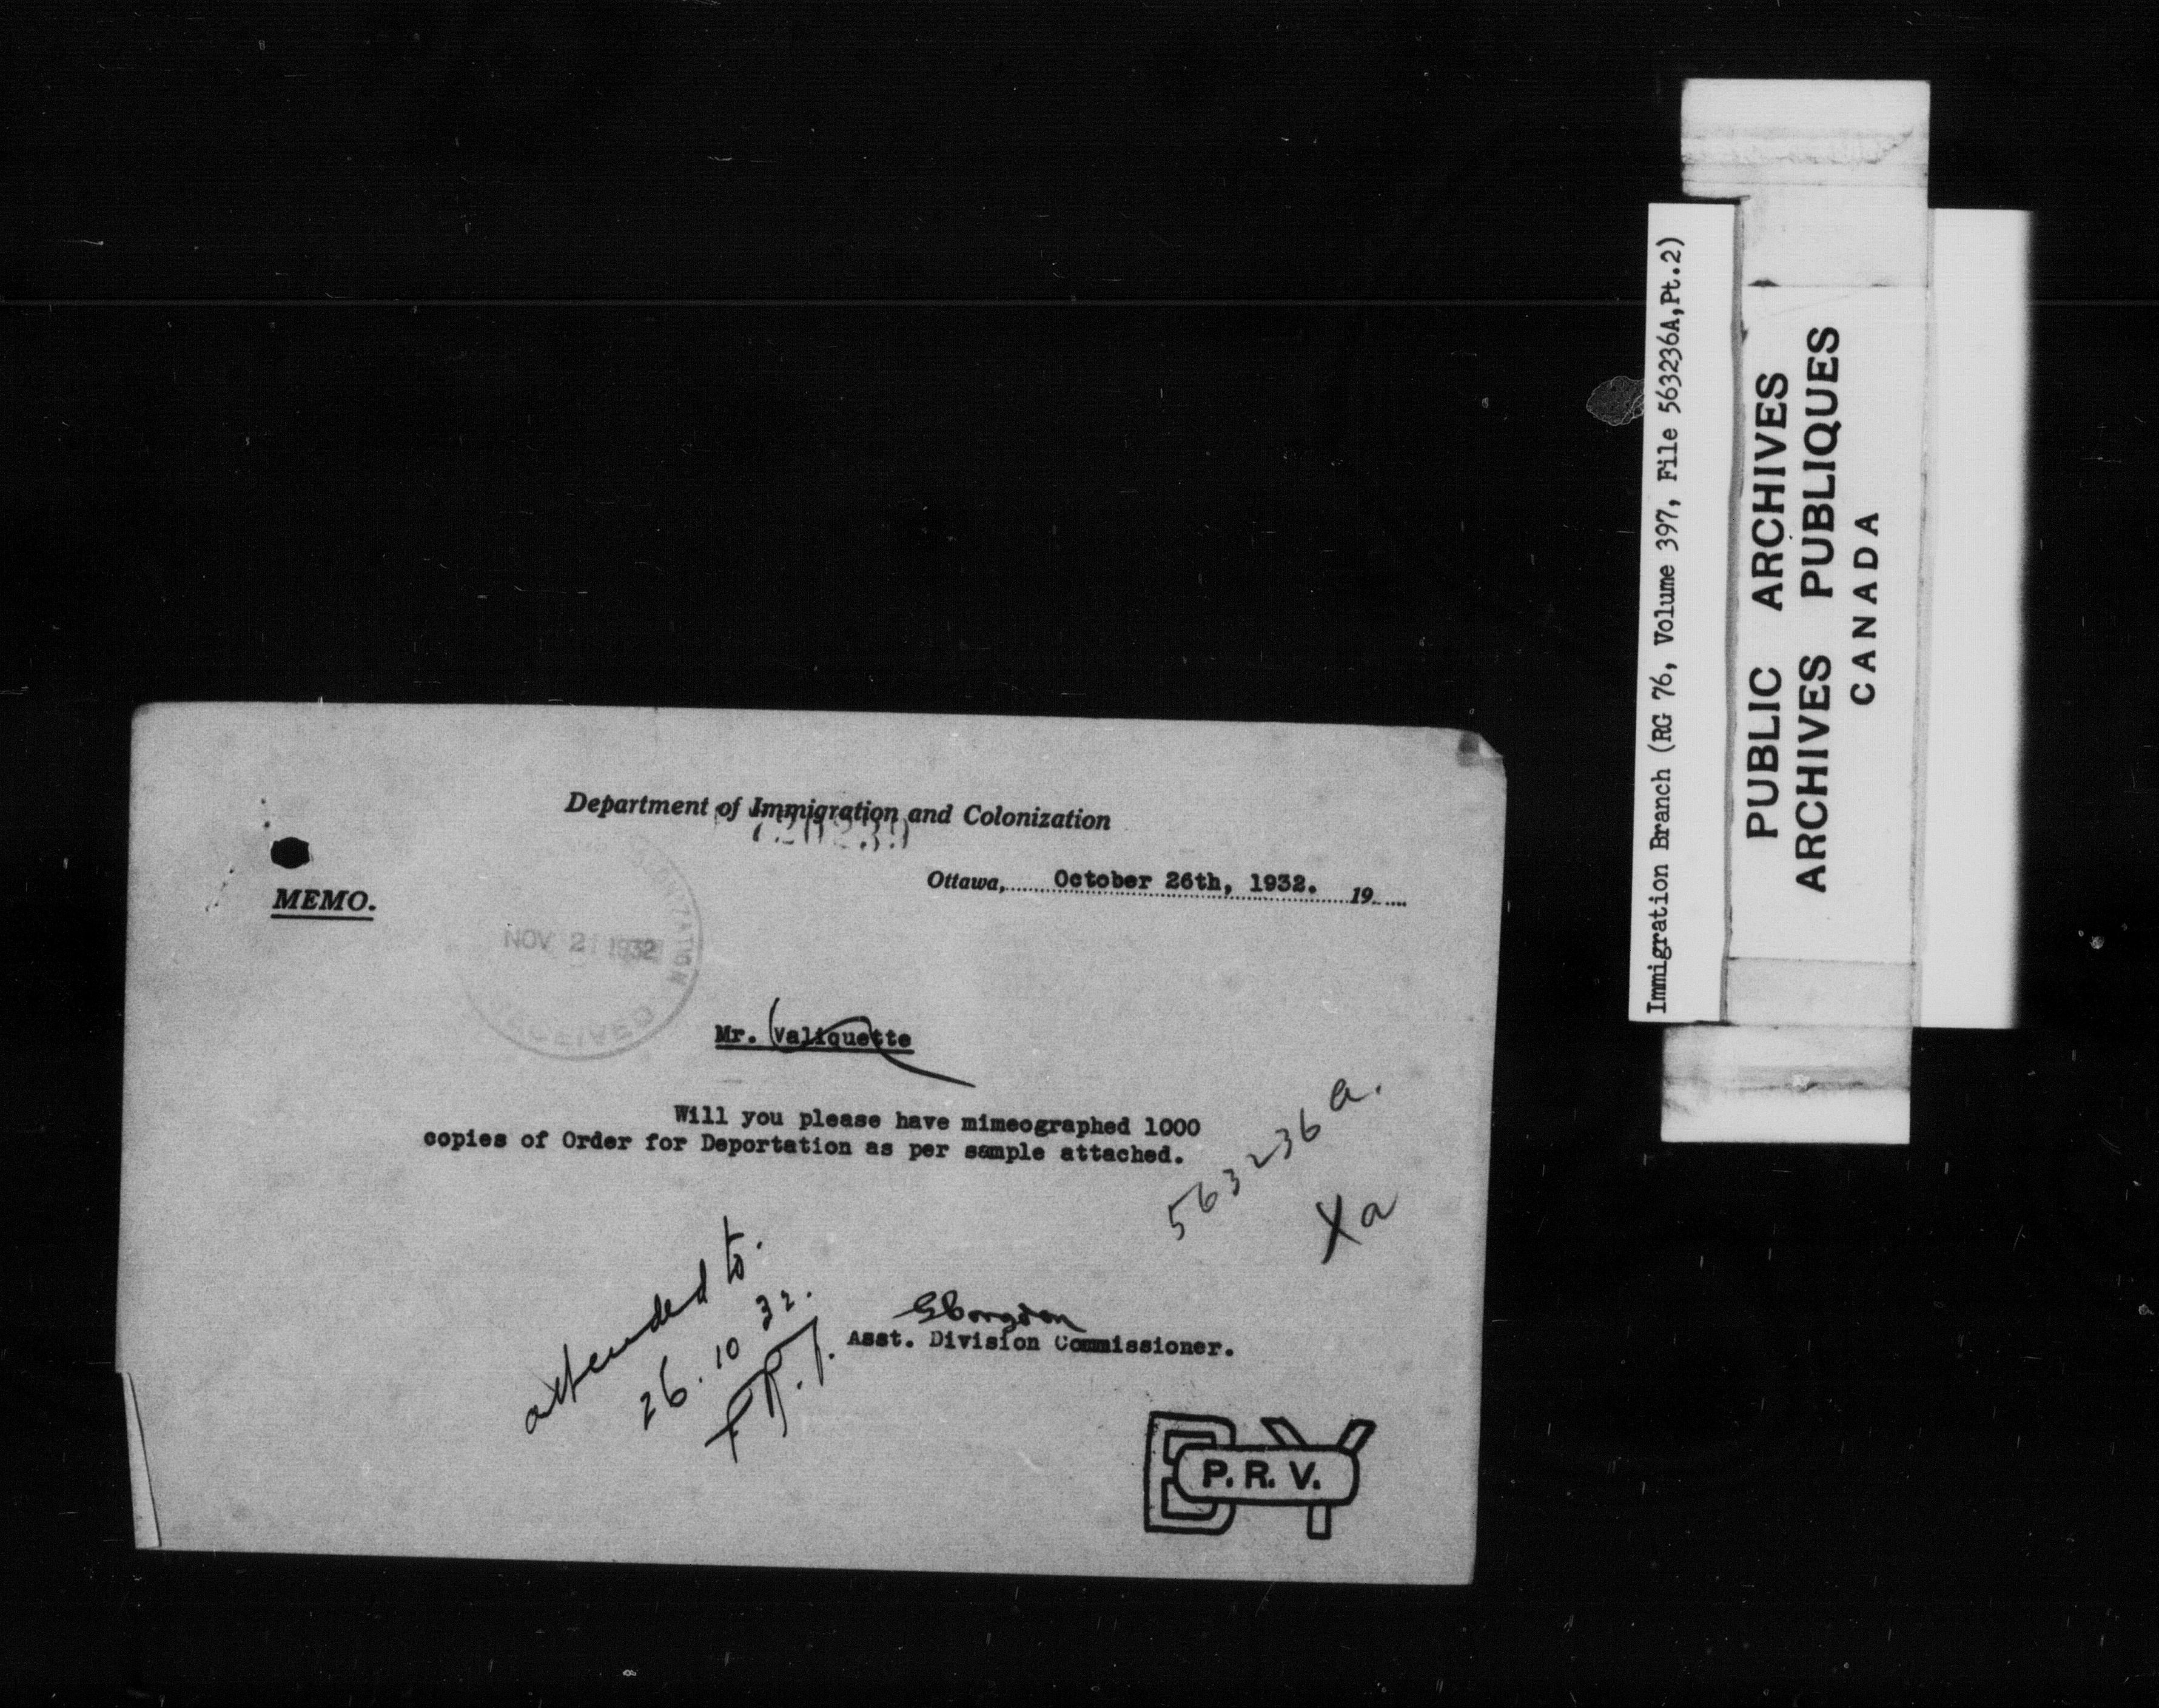 Department of Immigration and Colonization
Ottawa, October 26th, 1932. 19
MEMO.
NOV 21 1932
RECEIVED
Mr. Valiquette
Will you please have mimeographed 1000
copies of Order for Deportation as per sample attached.
563236 a.
Xa
attended to.
26.10 32.
Asst. Division Commissioner.
P. R. V.
Immigration Branch (RG 76, Volume 397, File 563236A,Pt.2)
PUBLIC ARCHIVES
ARCHIVES PUBLIQUES
CANADA